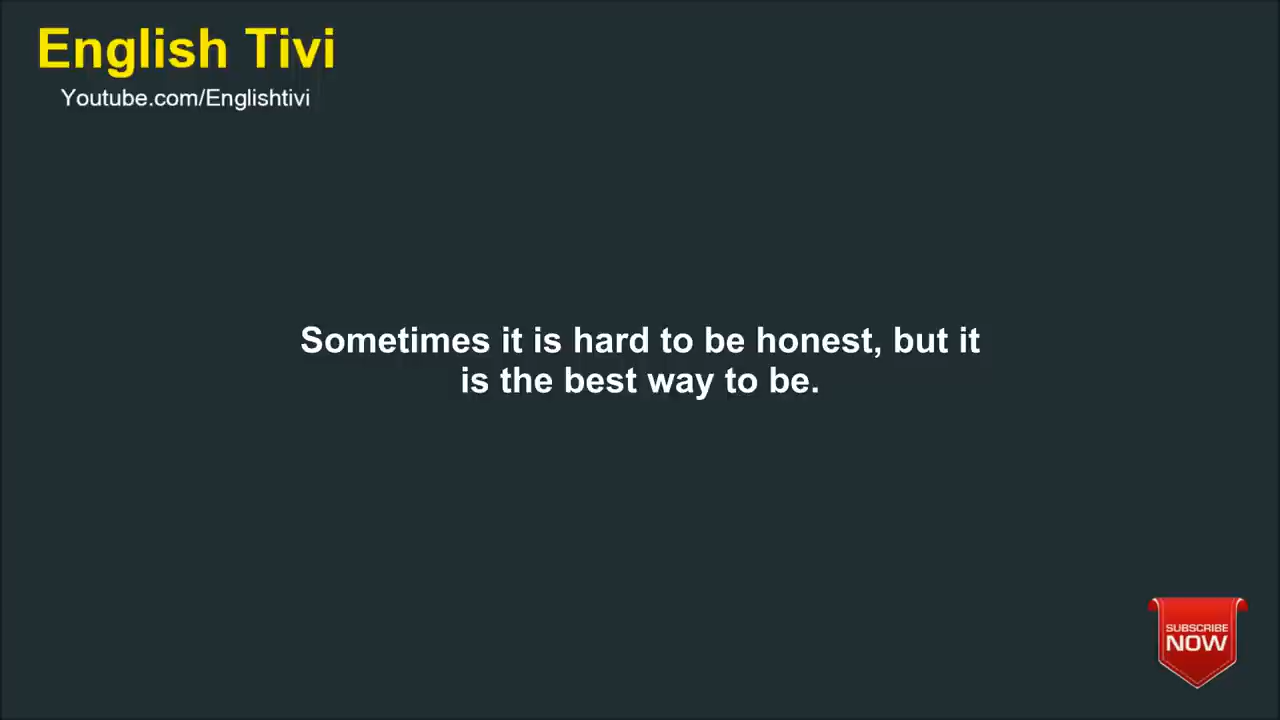 English Tivi
Youtube.com/Englishtivi
Sometimes it is hard to be honest, but it
is the best way to be.
SUBSCRIBE
NOW